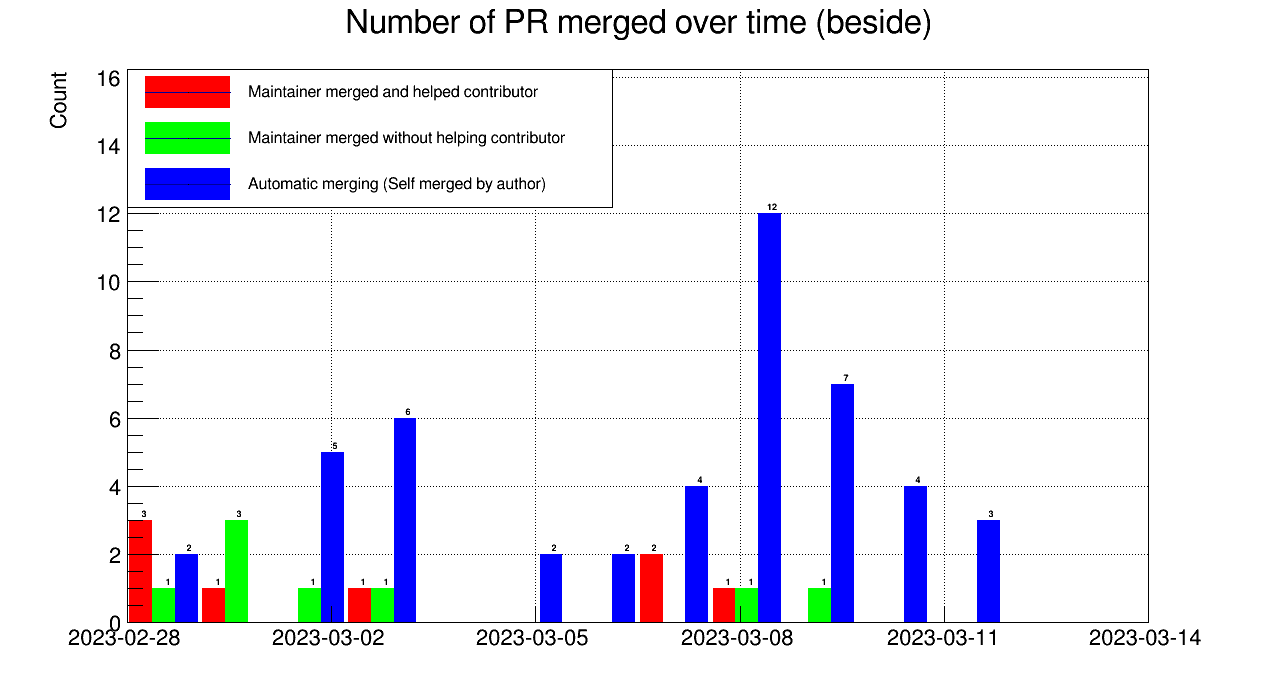 Number of PR merged over time (beside)
Count
16
14
12
10
8
6
4
2
0
Maintainer merged and helped contributor
Maintainer merged without helping contributor
Automatic merging (Self merged by author)
3 1 2 1 3 1 5 1 1 6 2 2 2 4 1 1 12 1 7 4 3
2023-02-28 2023-03-02 2023-03-05 2023-03-08 2023-03-11 2023-03-14